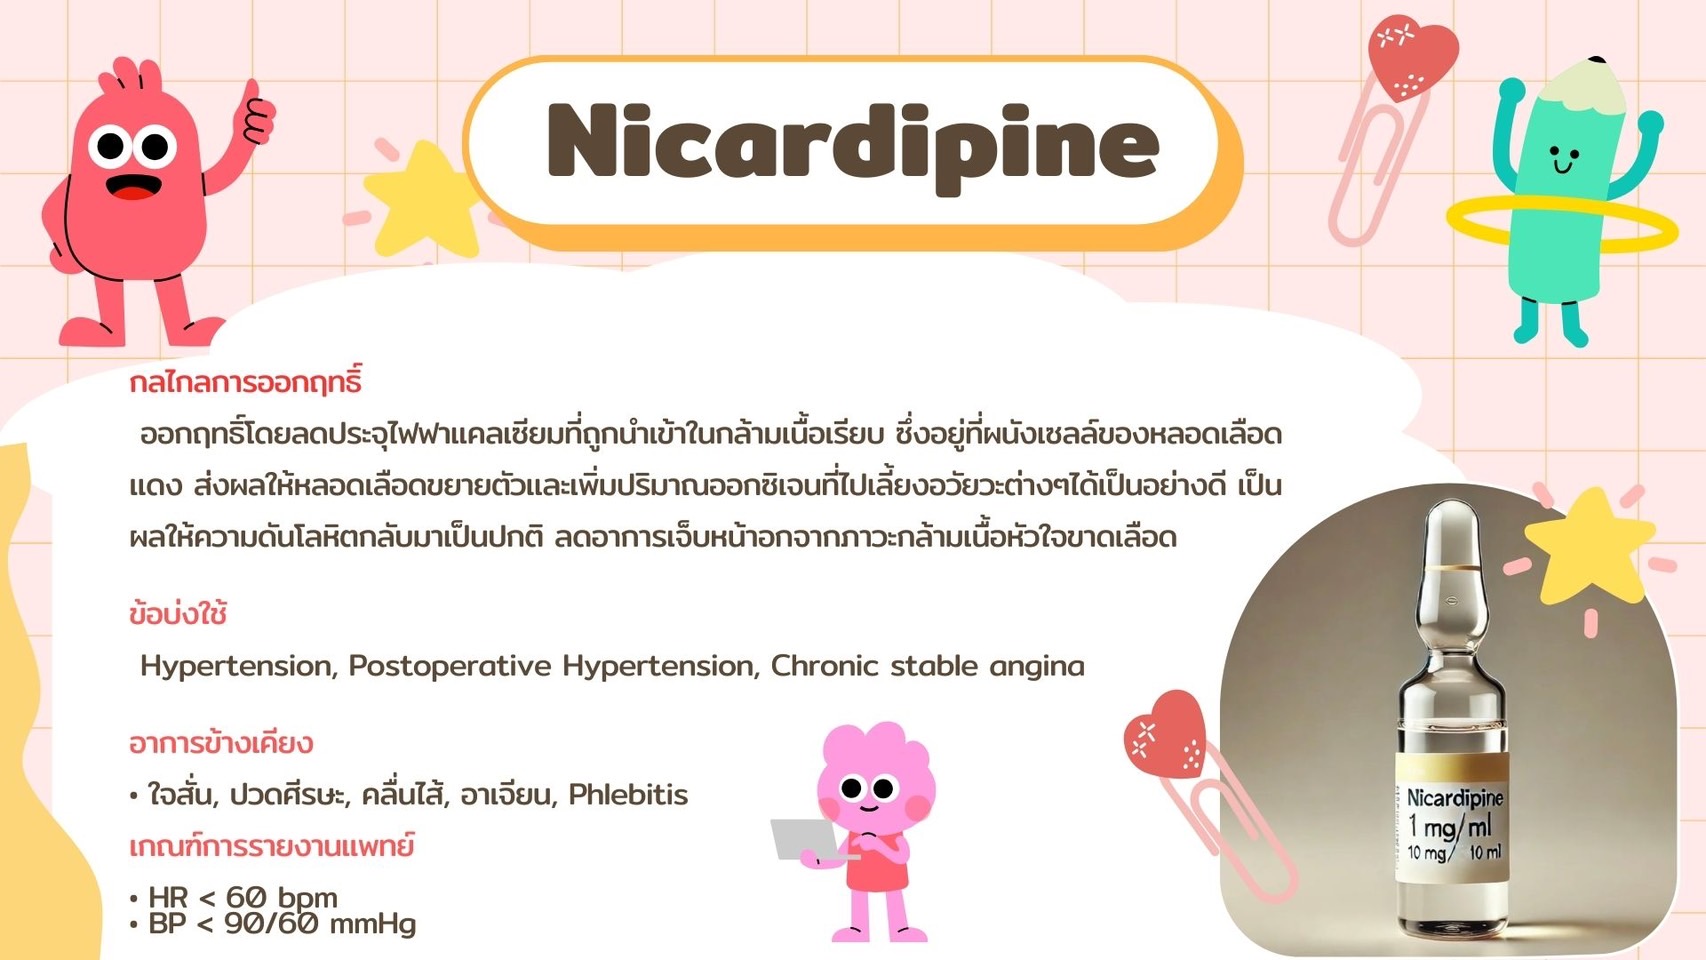 Nicardipine
กลไกลการออกฤทธิ์
ออกฤทธิ์โดยลดประจุไฟฟาแคลเซียมที่ถูกนำเข้าในกล้ามเนื้อเรียบ ซึ่งอยู่ที่ผนังเซลล์ของหลอดเลือด
แดง ส่งผลให้หลอดเลือดขยายตัวและเพิ่มปริมาณออกซิเจนที่ไปเลี้ยงอวัยวะต่างๆได้เป็นอย่างดี เป็น
ผลให้ความดันโลหิตกลับมาเป็นปกติ ลดอาการเจ็บหน้าอกจากภาวะกล้ามเนื้อหัวใจขาดเลือด
ข้อบ่งใช้
Hypertension, Postoperative Hypertension, Chronic stable angina
อาการข้างเคียง
• ใจสั่น, ปวดศีรษะ, คลื่นไส้, อาเจียน, Phlebitis
เกณฑ์การรายงานแพทย์
• HR < 60 bpm
• BP < 90/60 mmHg
Nicardipine
1 mg/ml
10 mg/ 10 ml